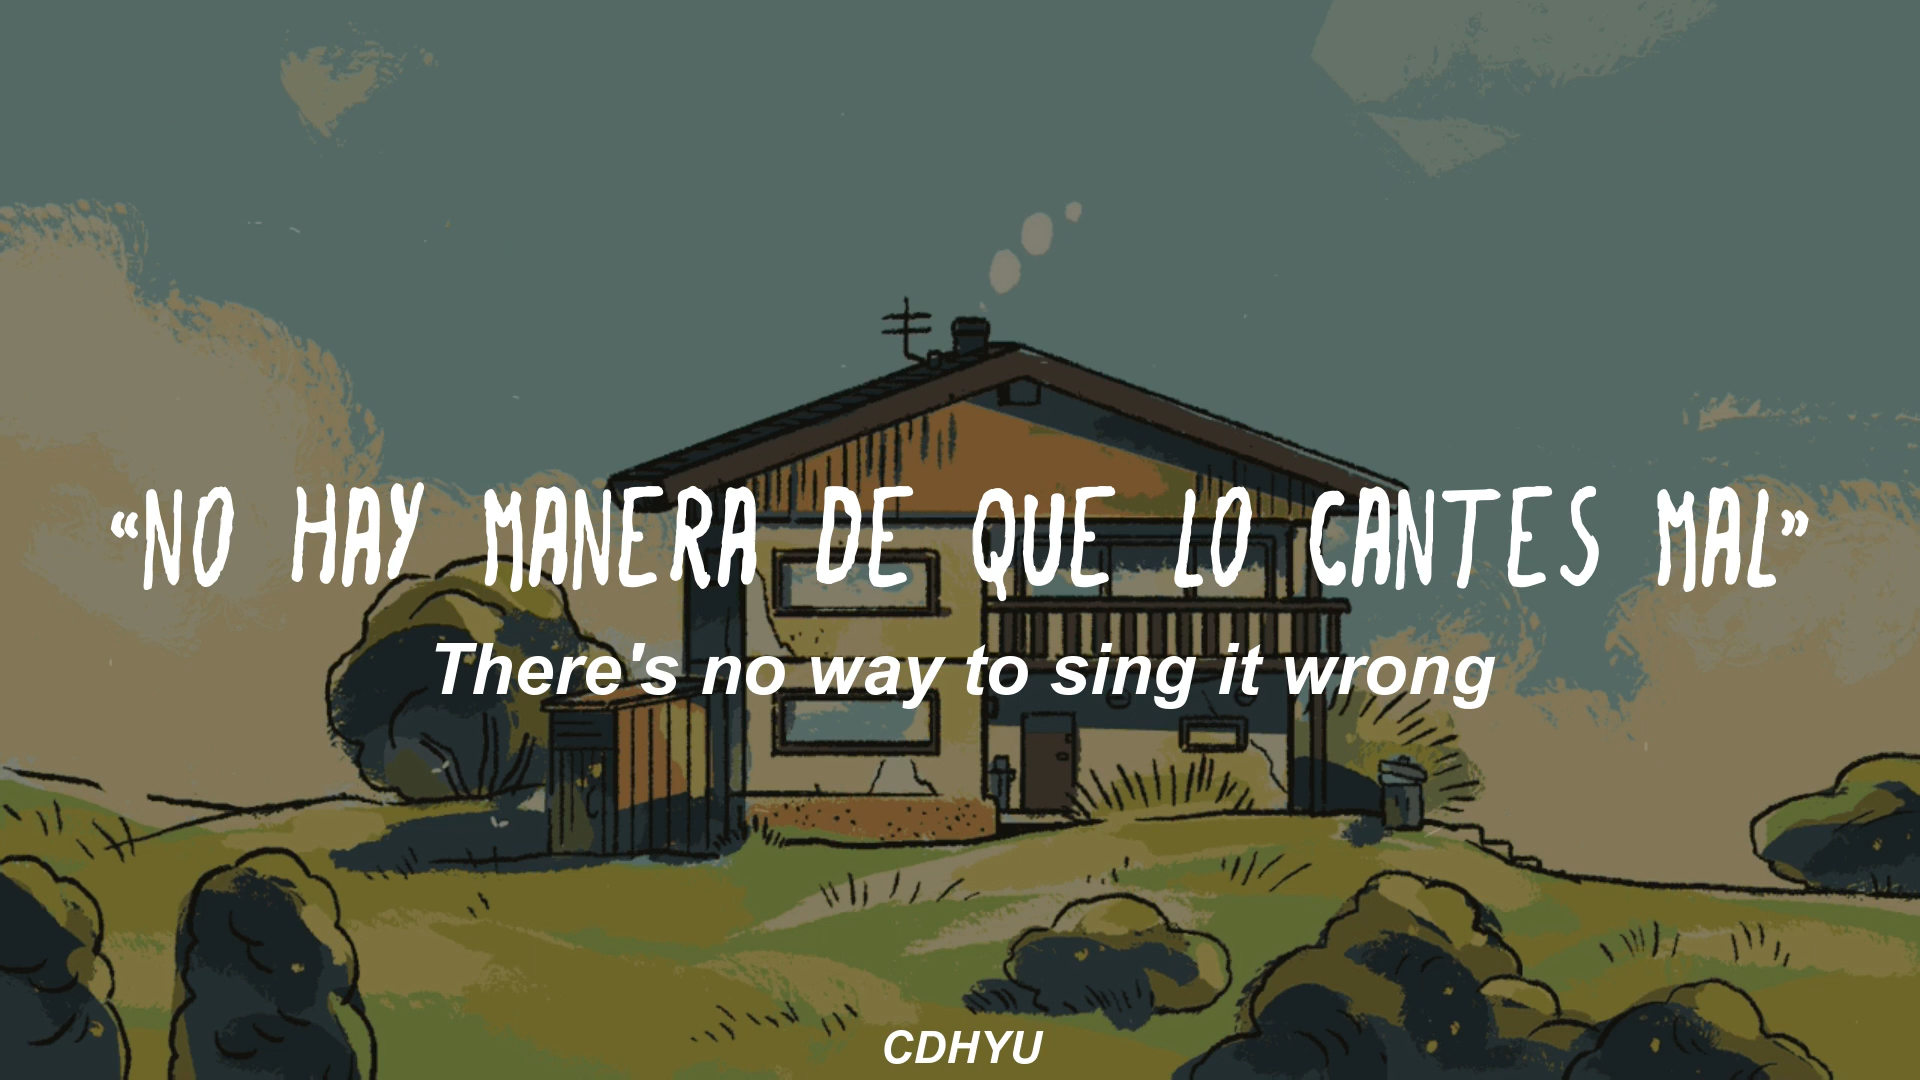 “NO HAY MANERA DE QUE LO CANTES MAL”
There's no way to sing it wrong
CDHYU